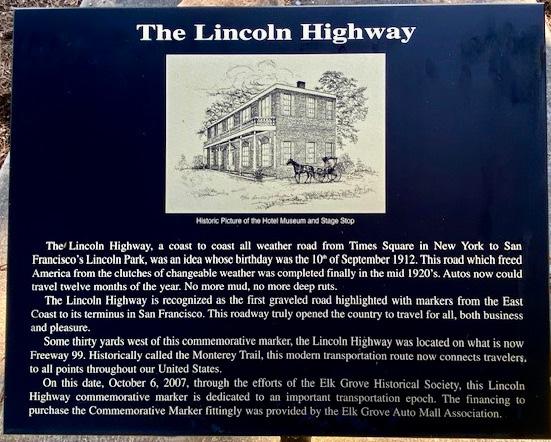 The Lincoln Highway
Historic Picture of the Hotel Museum and Stage Stop
The Lincoln Highway, a coast to coast all weather road from Times Square in New York to San
Francisco's Lincoln Park, was an idea whose birthday was the 10th of September 1912. This road which freed
America from the clutches of changeable weather was completed finally in the mid 1920's. Autos now could
travel twelve months of the year. No more mud, no more deep ruts.
The Lincoln Highway is recognized as the first graveled road highlighted with markers from the East
Coast to its terminus in San Francisco. This roadway truly opened the country to travel for all, both business
and pleasure.
Some thirty yards west of this commemorative marker, the Lincoln Highway was located on what is now
Freeway 99. Historically called the Monterey Trail, this modern transportation route now connects travelers,
to all points throughout our United States.
On this date, October 6, 2007, through the efforts of the Elk Grove Historical Society, this Lincoln
Highway commemorative marker is dedicated to an important transportation epoch. The financing to
purchase the Commemorative Marker fittingly was provided by the Elk Grove Auto Mall Association.